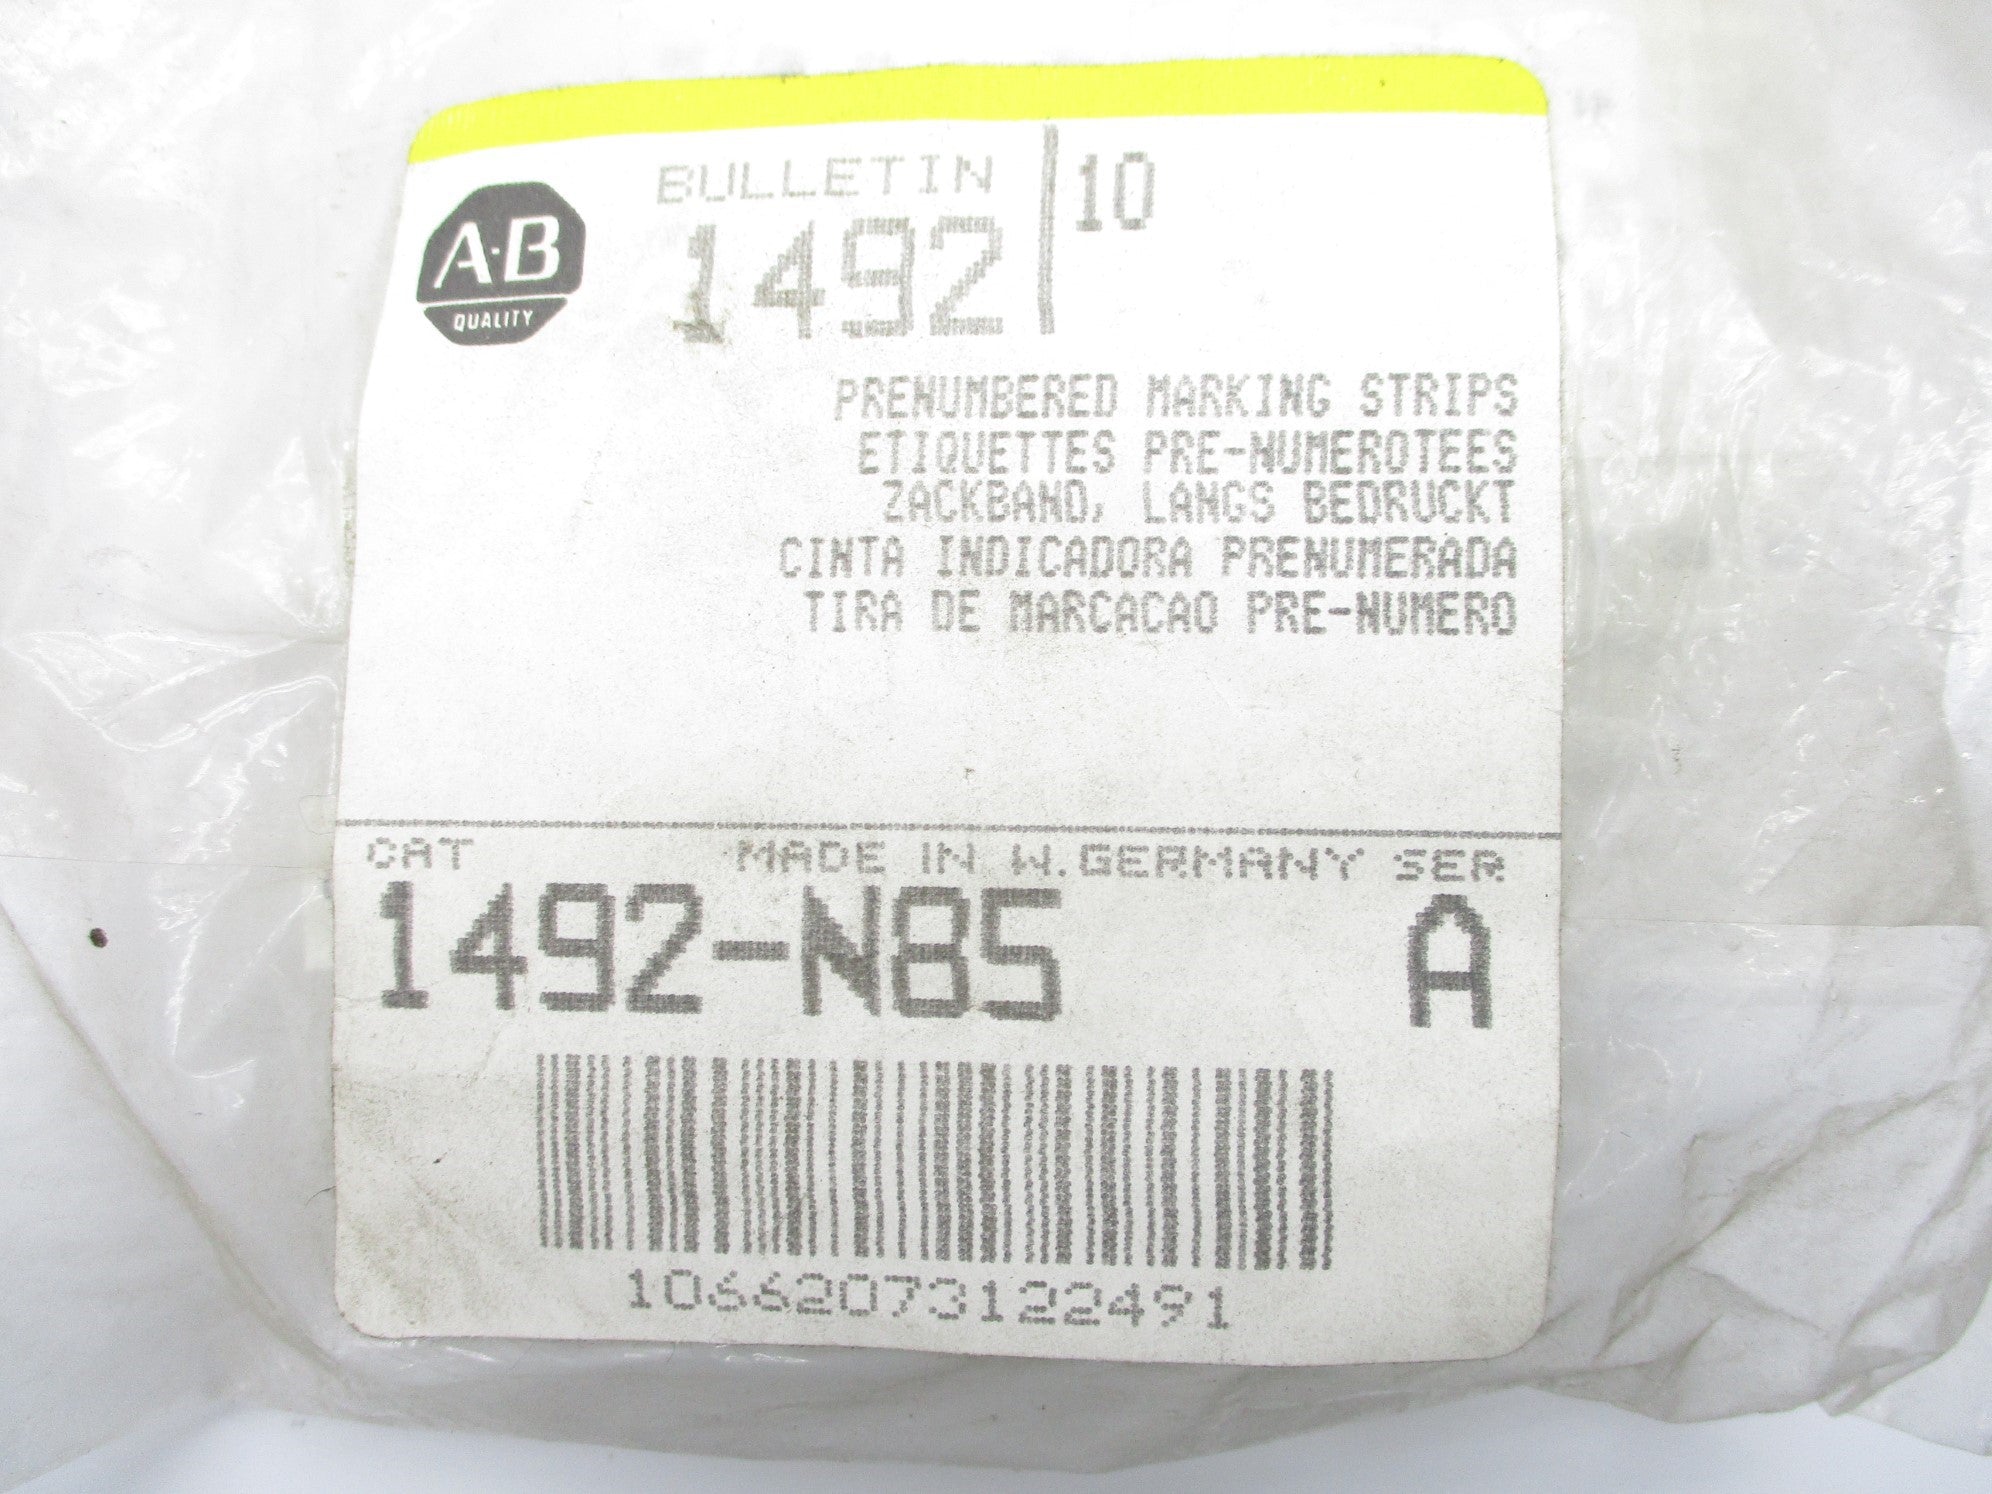 A·B
QUALITY
BULLETIN
1492
10
PRENUMBERED MARKING STRIPS
ETIQUETTES PRE-NUMEROTEES
ZACKBAND, LANGS BEDRUCKT
CINTA INDICADORA PRENUMERADA
TIRA DE MARCACAO PRE-NUMERO
CAT MADE IN W.GERMANY SER
1492-N85 A
10662073122491